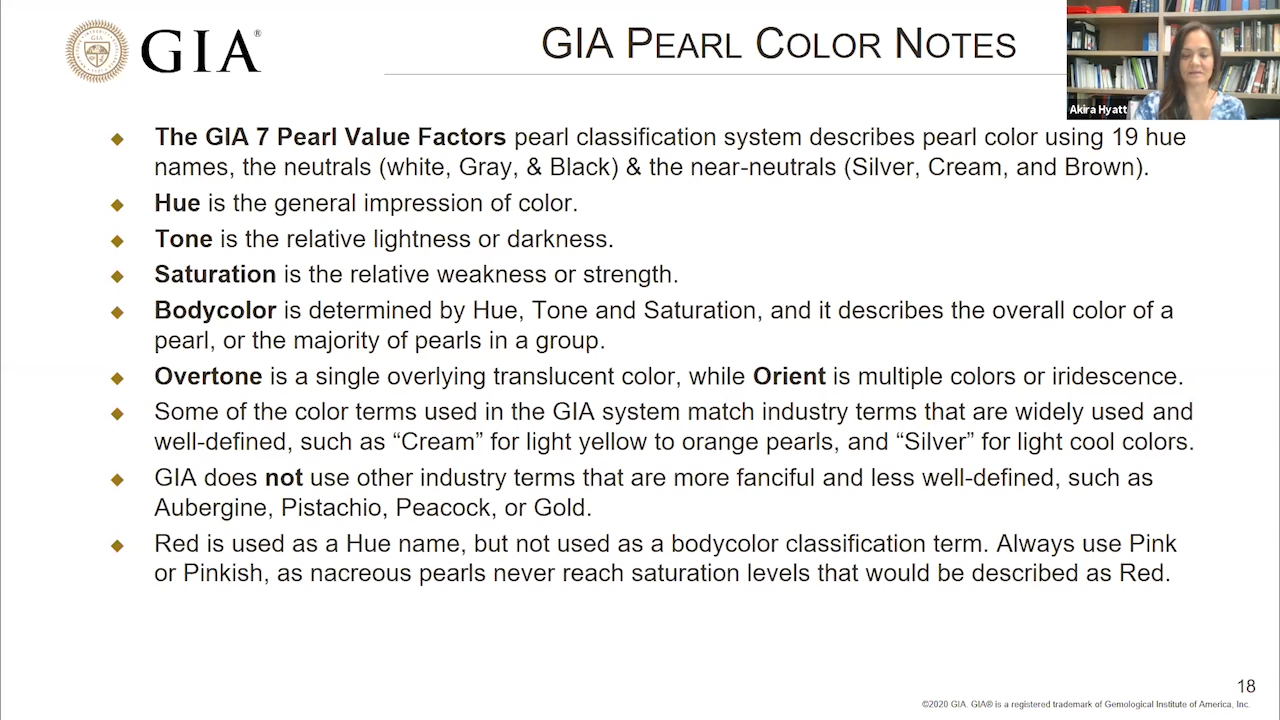 GIA®
GIA
GIA PEARL COLOR NOTES
Akira Hyatt
The GIA 7 Pearl Value Factors pearl classification system describes pearl color using 19 hue
names, the neutrals (white, Gray, & Black) & the near-neutrals (Silver, Cream, and Brown).
Hue is the general impression of color.
Tone is the relative lightness or darkness.
Saturation is the relative weakness or strength.
Bodycolor is determined by Hue, Tone and Saturation, and it describes the overall color of a
pearl, or the majority of pearls in a group.
Overtone is a single overlying translucent color, while Orient is multiple colors or iridescence.
Some of the color terms used in the GIA system match industry terms that are widely used and
well-defined, such as “Cream” for light yellow to orange pearls, and “Silver” for light cool colors.
GIA does not use other industry terms that are more fanciful and less well-defined, such as
Aubergine, Pistachio, Peacock, or Gold.
Red is used as a Hue name, but not used as a bodycolor classification term. Always use Pink
or Pinkish, as nacreous pearls never reach saturation levels that would be described as Red.
18
©2020 GIA. GIA® is a registered trademark of Gemological Institute of America, Inc.